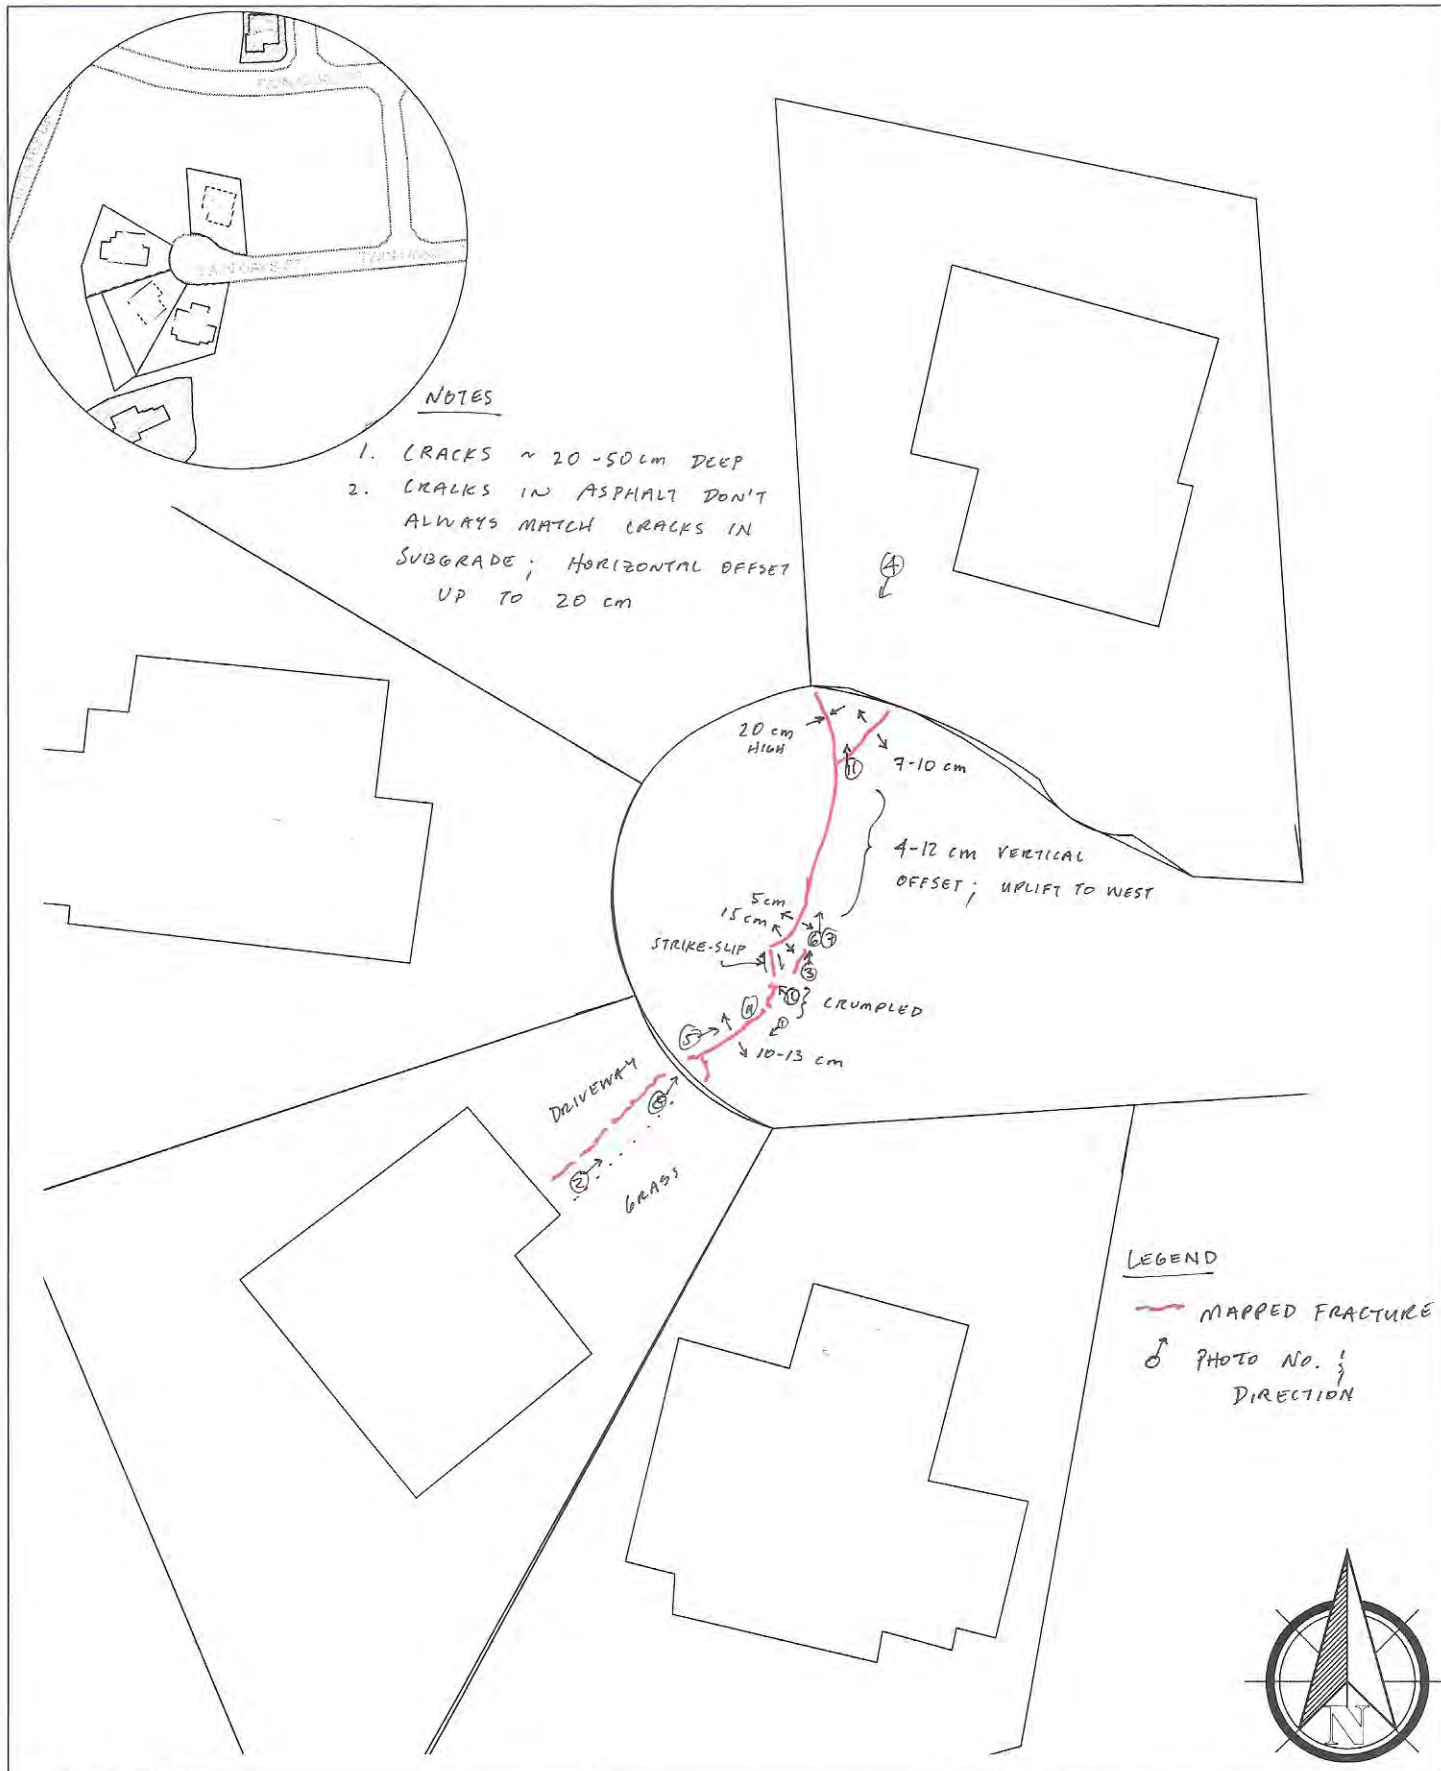 NOTES
1. CRACKS ~ 20-50cm DEEP
2. CRACKS IN ASPHALT DON'T
ALWAYS MATCH CRACKS IN
SUBGRADE; HORIZONTAL OFFSET
UP TO 20 cm
4
20 cm
HIGH
11
7-10 cm
4-12 cm VERTICAL
OFFSET; UPLIFT TO WEST
5cm
15cm
6 7
STRIKE-SLIP
3
10
CRUMPLED
9
1
5
10-13 cm
DRIVEWAY
2
GRASS
LEGEND
MAPPED FRACTURE
PHOTO NO. &
DIRECTION
N